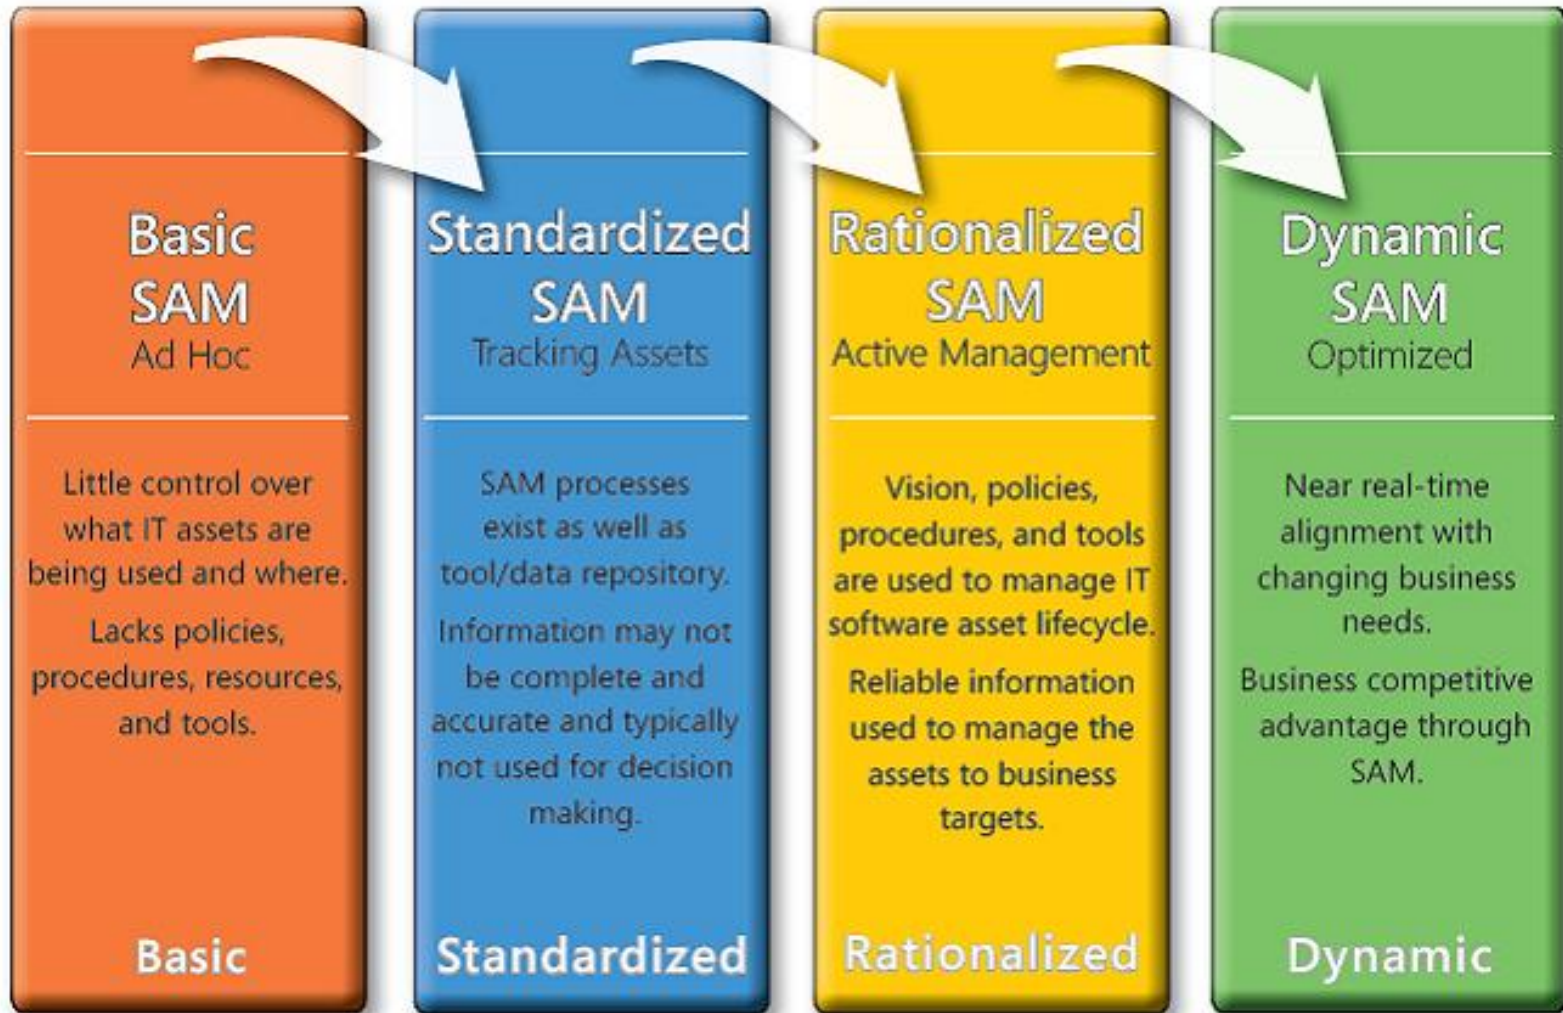 Basic
SAM
Ad Hoc
Little control over
what IT assets are
being used and where.
Lacks policies,
procedures, resources,
and tools.
Basic
Standardized
SAM
Tracking Assets
SAM processes
exist as well as
tool/data repository.
Information may not
be complete and
accurate and typically
not used for decision
making.
Standardized
Rationalized
SAM
Active Management
Vision, policies,
procedures, and tools
are used to manage IT
software asset lifecycle.
Reliable information
used to manage the
assets to business
targets.
Rationalized
Dynamic
SAM
Optimized
Near real-time
alignment with
changing business
needs.
Business competitive
advantage through
SAM.
Dynamic